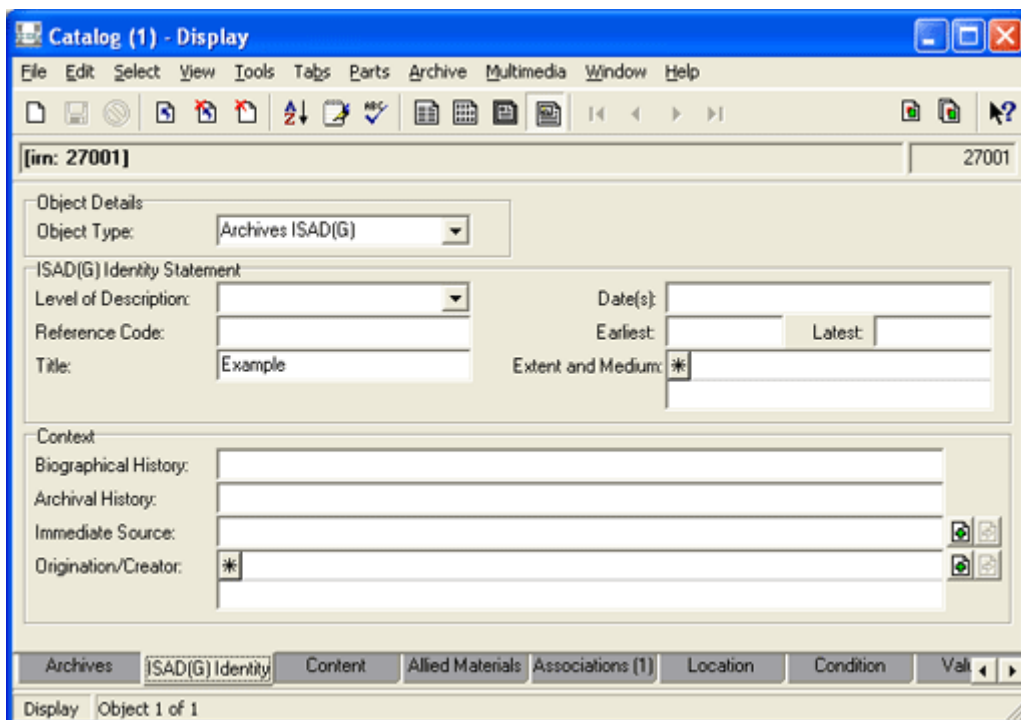 Catalog (1) - Display
File Edit Select View Tools Tabs Parts Archive Multimedia Window Help
[irn: 27001] 27001
Object Details
Object Type: Archives ISAD(G)
ISAD(G) Identity Statement
Level of Description: Date(s):
Reference Code: Earliest: Latest:
Title: Example Extent and Medium: *
Context
Biographical History:
Archival History:
Immediate Source:
Origination/Creator: *
Archives ISAD(G) Identity Content Allied Materials Associations (1) Location Condition
Display Object 1 of 1